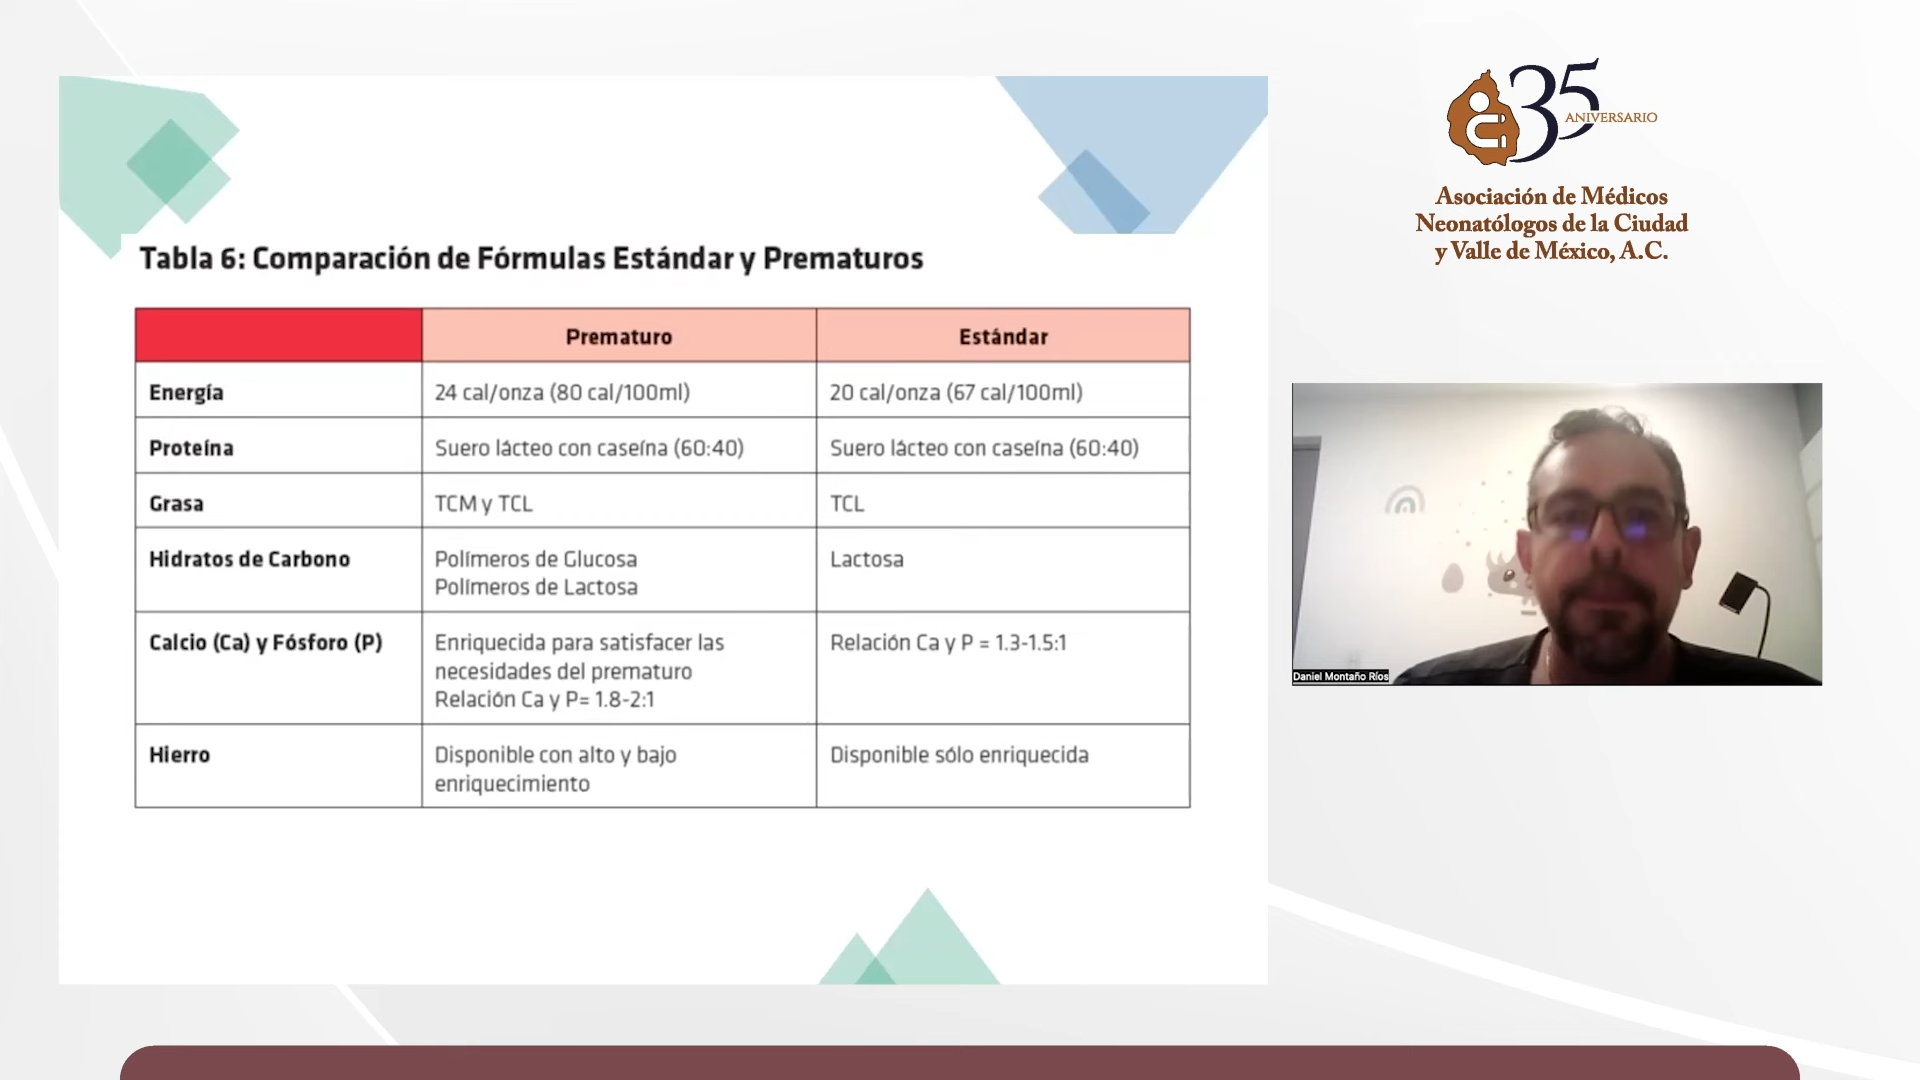 35
ANIVERSARIO
Asociación de Médicos
Neonatólogos de la Ciudad
y Valle de México, A.C.
Tabla 6: Comparación de Fórmulas Estándar y Prematuros
Prematuro Estándar
Energía 24 cal/onza (80 cal/100ml) 20 cal/onza (67 cal/100ml)
Proteína Suero lácteo con caseína (60:40) Suero lácteo con caseína (60:40)
Grasa TCM y TCL TCL
Hidratos de Carbono Polímeros de Glucosa Lactosa
Polímeros de Lactosa
Calcio (Ca) y Fósforo (P) Enriquecida para satisfacer las Relación Ca y P = 1.3-1.5:1
necesidades del prematuro
Relación Ca y P= 1.8-2:1
Hierro Disponible con alto y bajo Disponible sólo enriquecida
enriquecimiento
Daniel Montaño Ríos